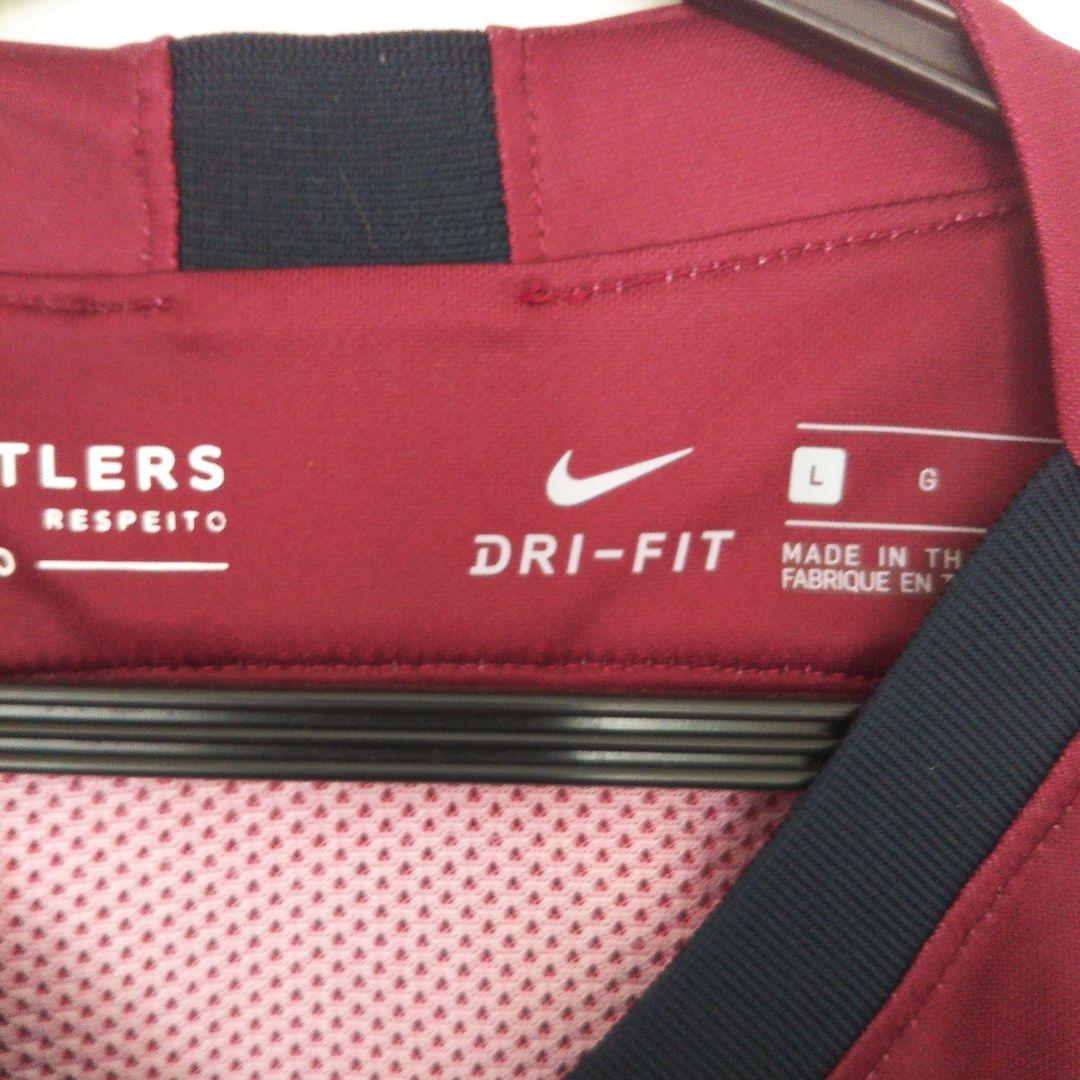 TLERS
RESPEITO
O
DRI-FIT
L G
MADE IN TH
FABRIQUE EN T